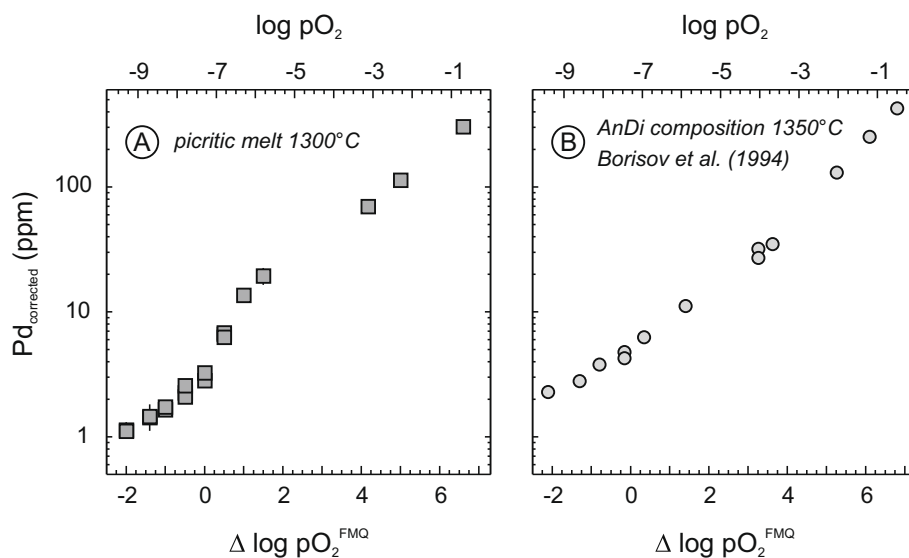 log pO2
log pO2
-9 -7 -5 -3 -1
-9 -7 -5 -3 -1
A picritic melt 1300°C
B AnDi composition 1350°C
Borisov et al. (1994)
Pdcorrected (ppm)
100
10
1
-2 0 2 4 6
-2 0 2 4 6
Δ log pO2FMQ
Δ log pO2FMQ